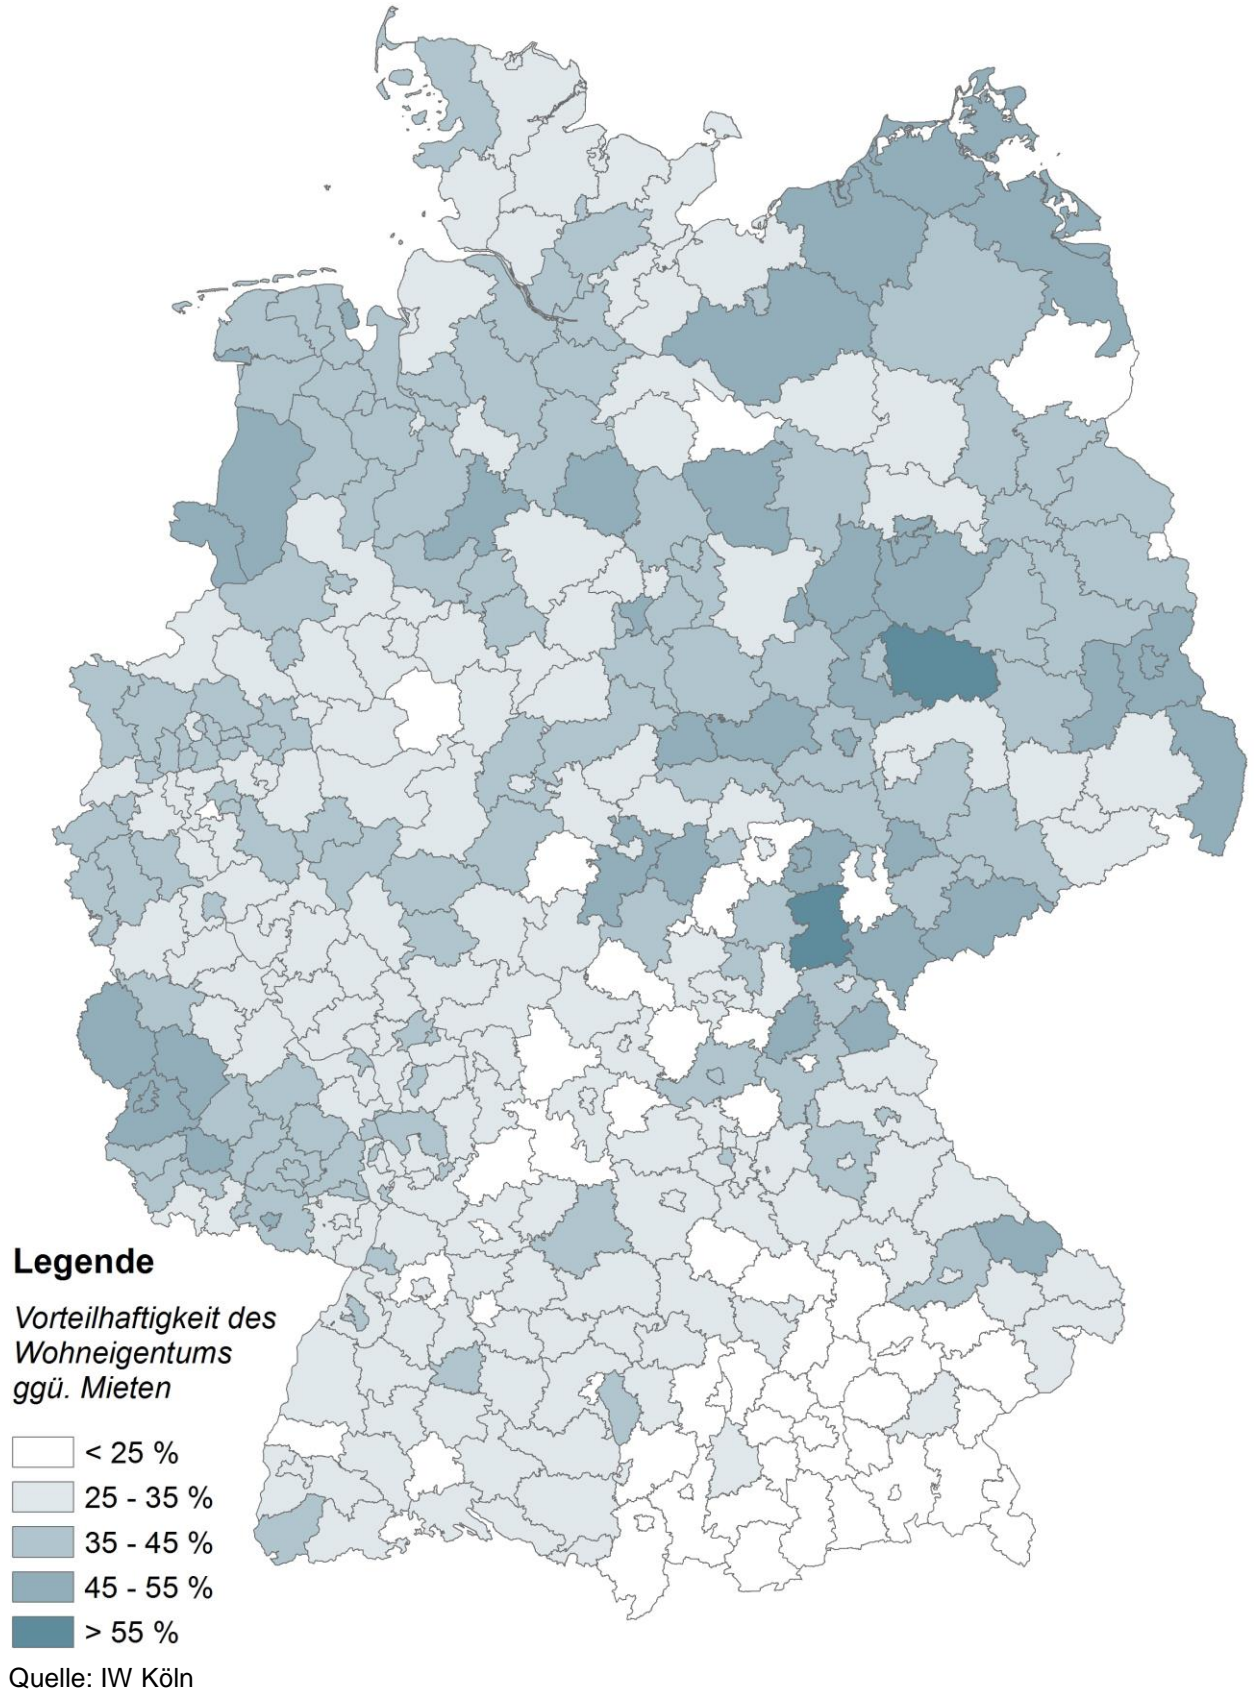 Legende
Vorteilhaftigkeit des
Wohneigentums
ggü. Mieten
< 25 %
25 - 35 %
35 - 45 %
45 - 55 %
> 55 %
Quelle: IW Köln